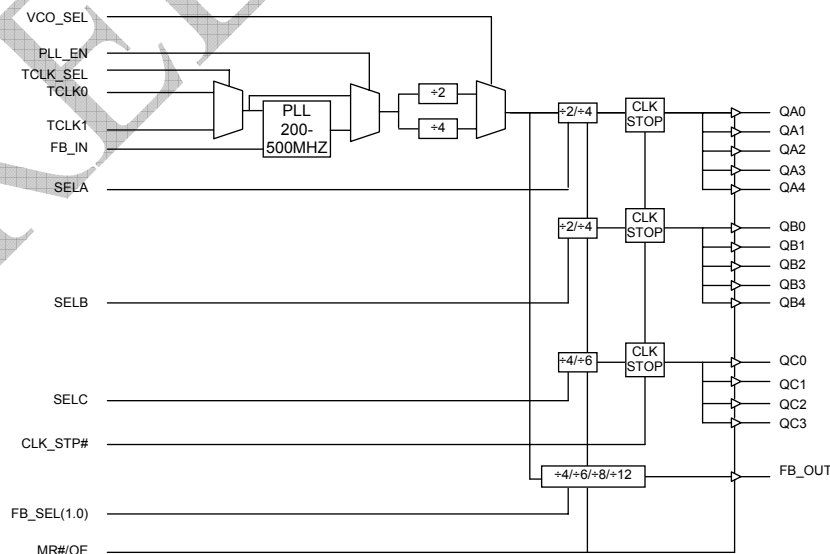 VCO_SEL
PLL_EN
TCLK_SEL
TCLK0
TCLK1
FB_IN
PLL
200-
500MHZ
÷2
÷4
÷2/÷4
CLK
STOP
QA0
QA1
QA2
QA3
QA4
SELA
÷2/÷4
CLK
STOP
QB0
QB1
QB2
QB3
QB4
SELB
÷4/÷6
CLK
STOP
QC0
QC1
QC2
QC3
SELC
CLK_STP#
÷4/÷6/÷8/÷12
FB_OUT
FB_SEL(1.0)
MR#/OE